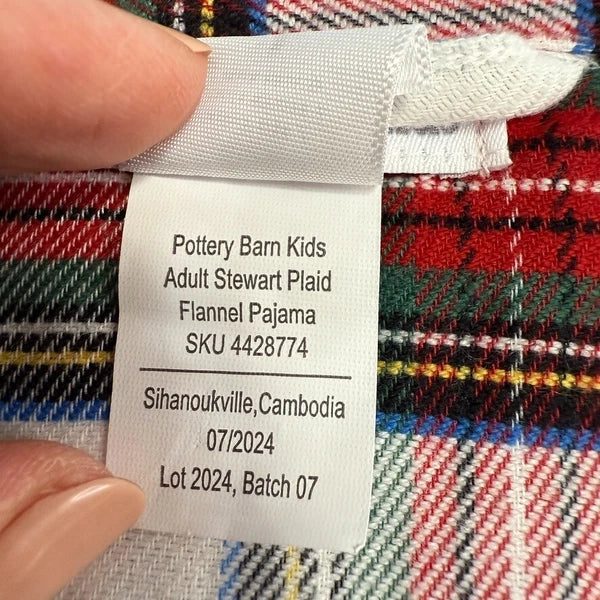 Pottery Barn Kids
Adult Stewart Plaid
Flannel Pajama
SKU 4428774
Sihanoukville,Cambodia
07/2024
Lot 2024, Batch 07